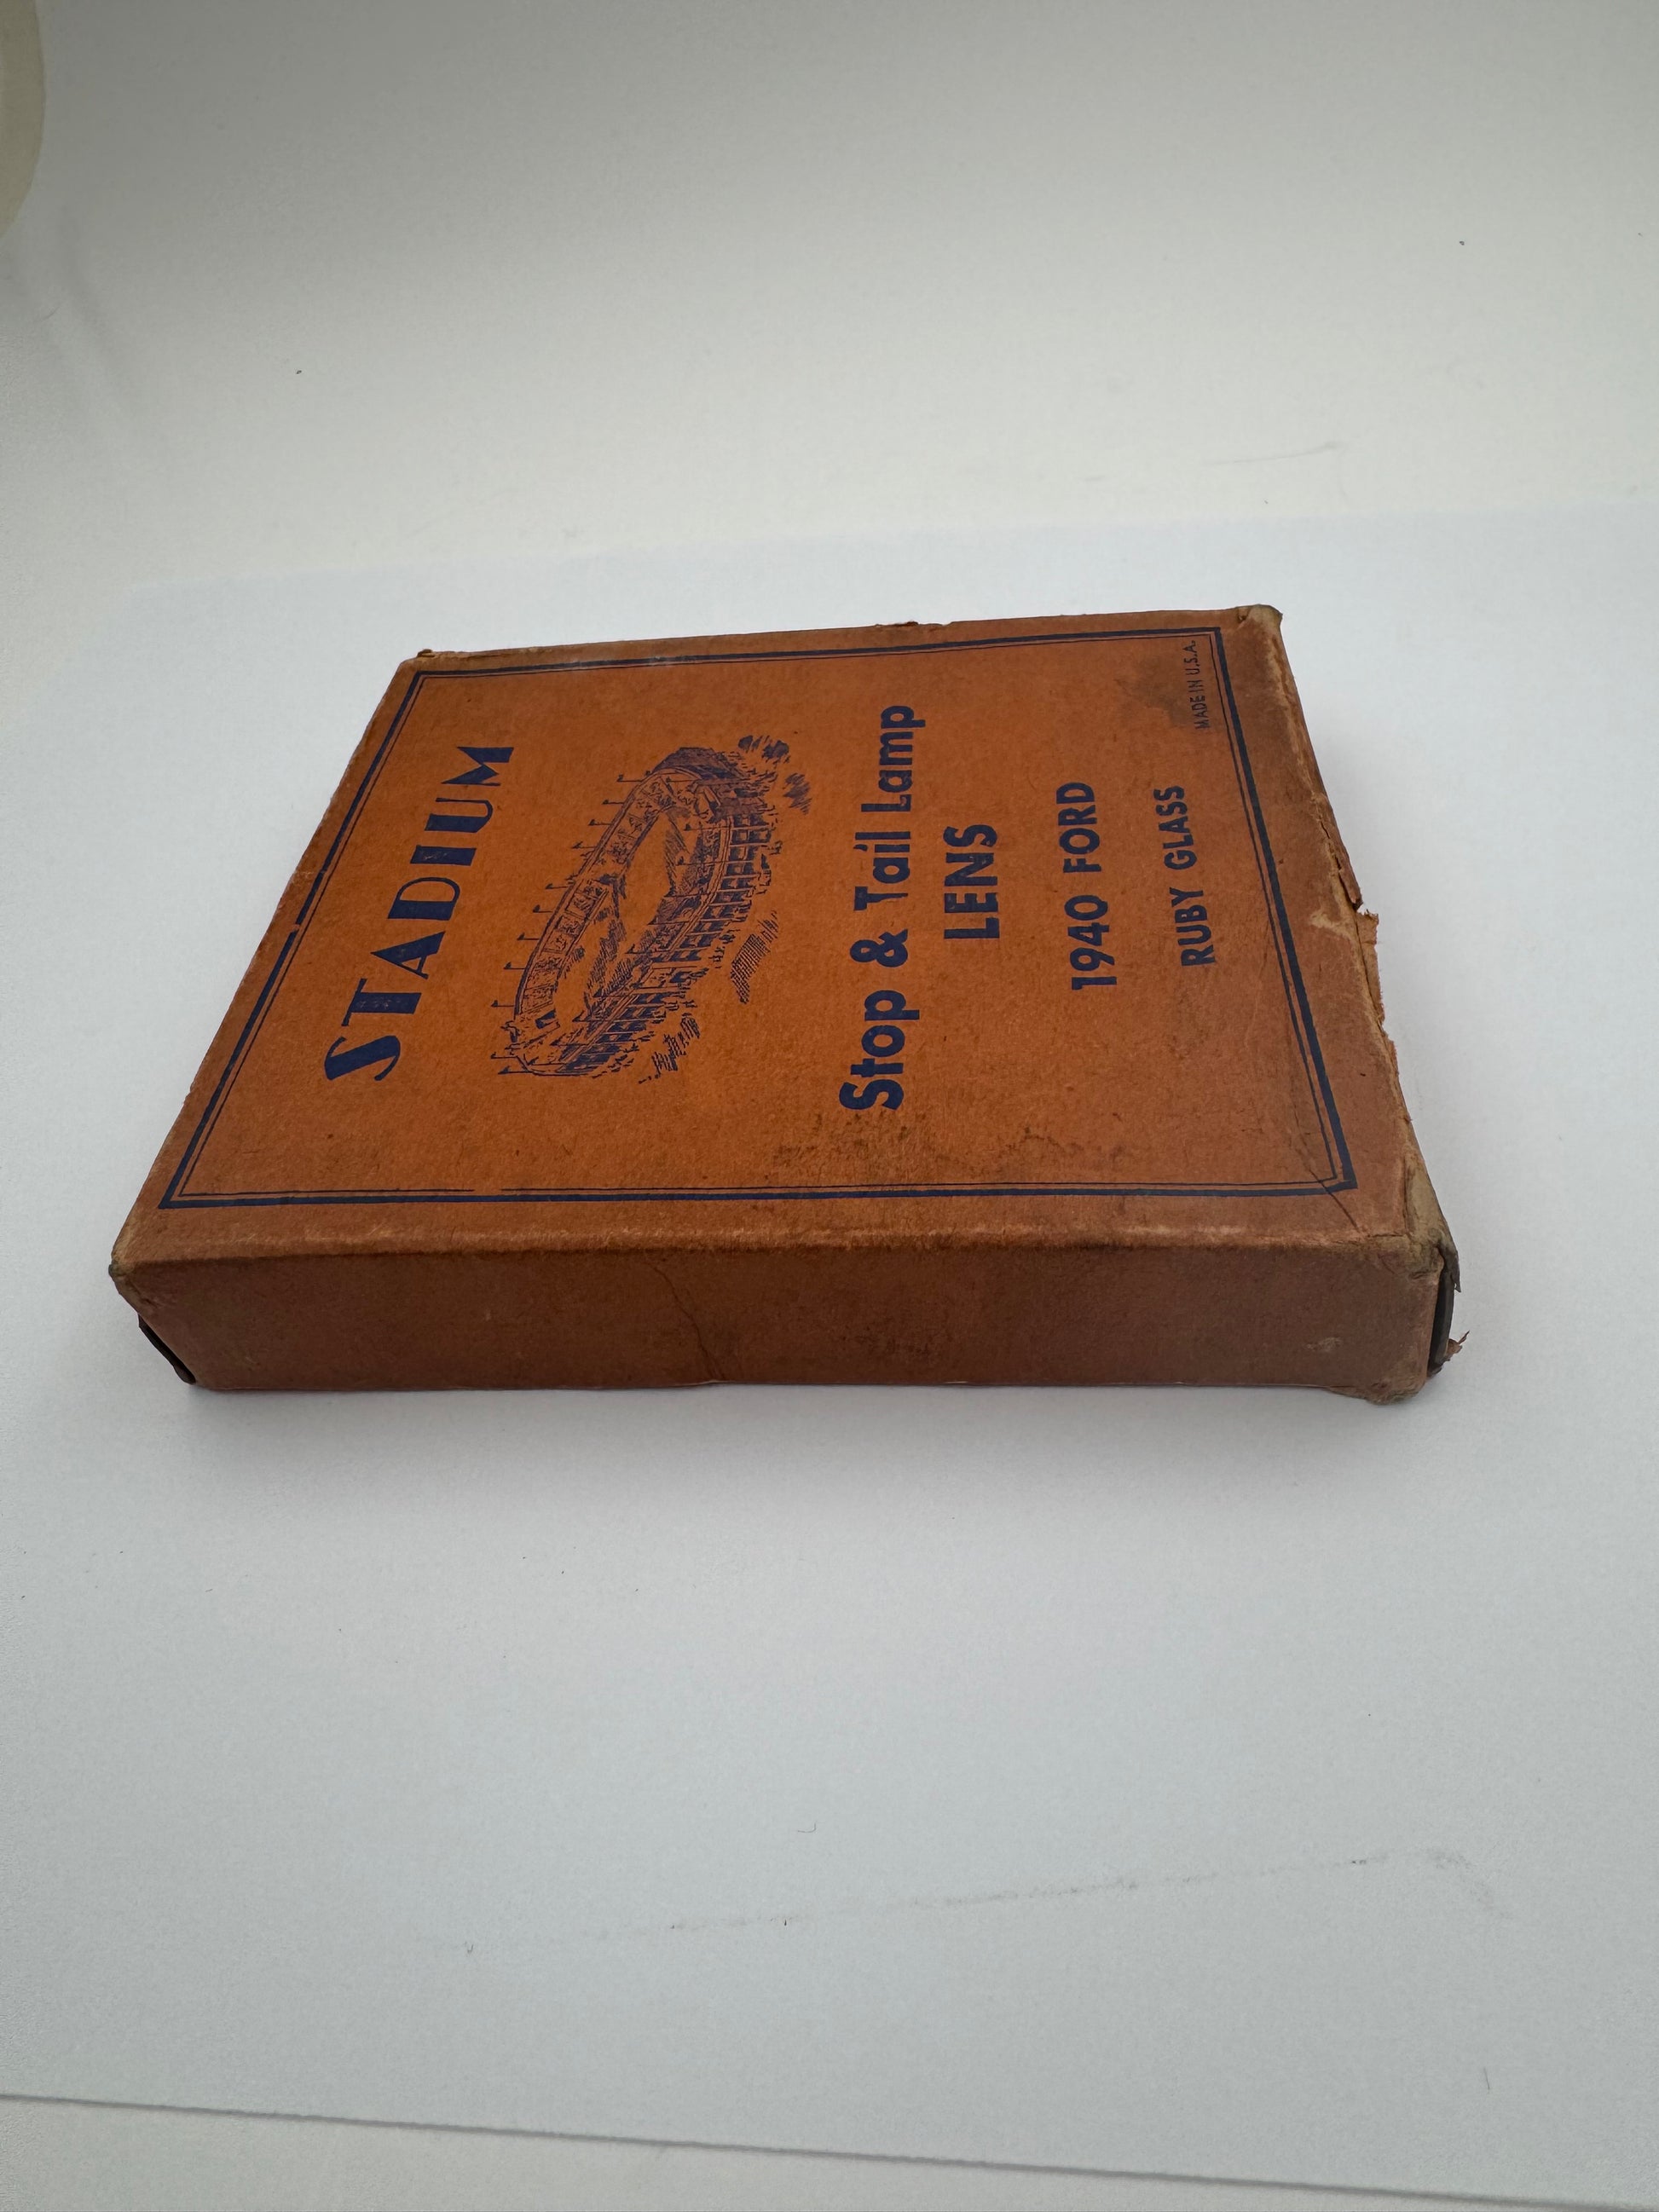 STADIUM
Stop & Tail Lamp
LENS
1940 FORD
RUBY GLASS
MADE IN U.S.A.